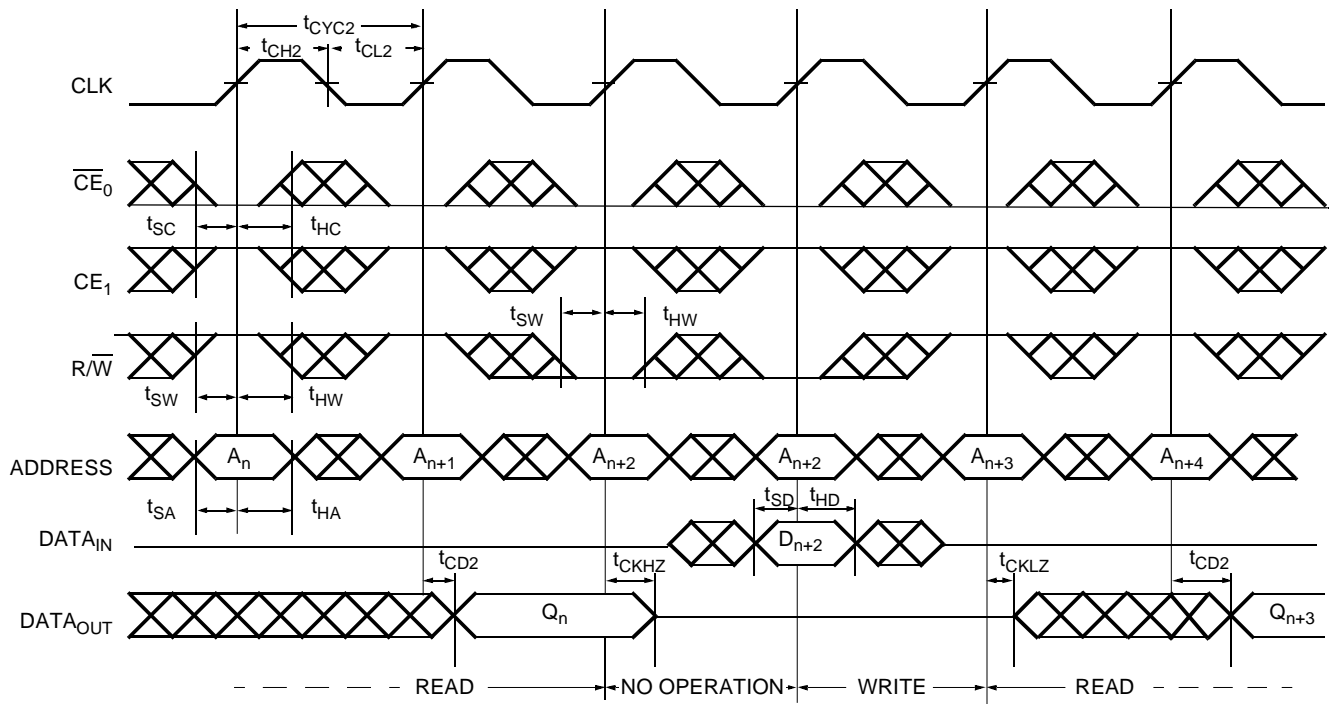 tCYC2
tCH2 tCL2
CLK
CE0
tSC tHC
CE1
tSW tHW
R/W
tSW tHW
ADDRESS An An+1 An+2 An+2 An+3 An+4
tSA tHA tSD tHD
DATAIN Dn+2
tCD2 tCKHZ tCKLZ tCD2
DATAOUT Qn Qn+3
READ NO OPERATION WRITE READ